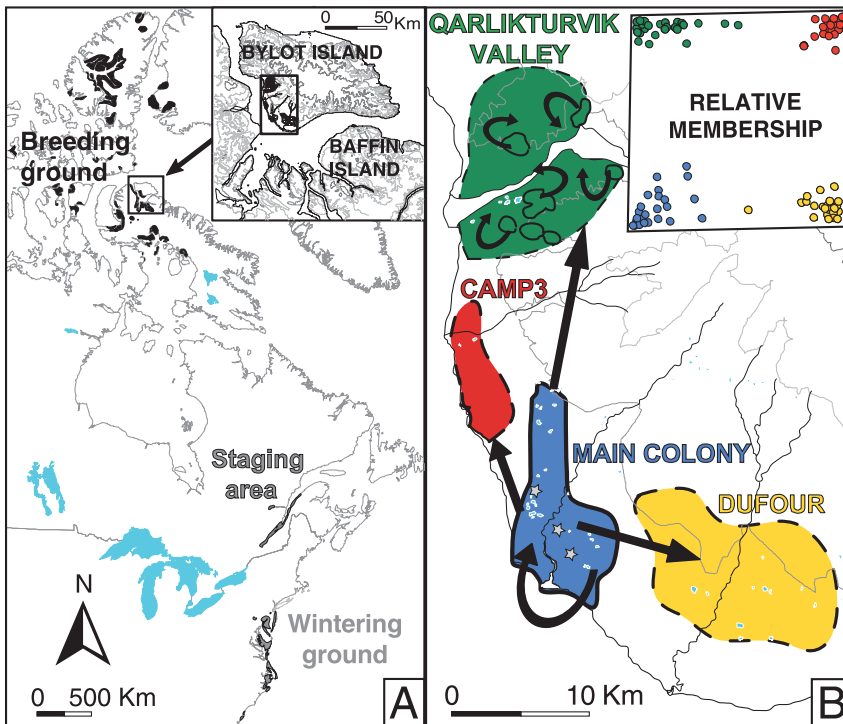 0 50 Km
BYLOT ISLAND
BAFFIN
ISLAND
Breeding
ground
Staging
area
Wintering
ground
N
0 500 Km
A
QARLIKTURVIK
VALLEY
RELATIVE
MEMBERSHIP
CAMP3
MAIN COLONY
DUFOUR
0 10 Km
B